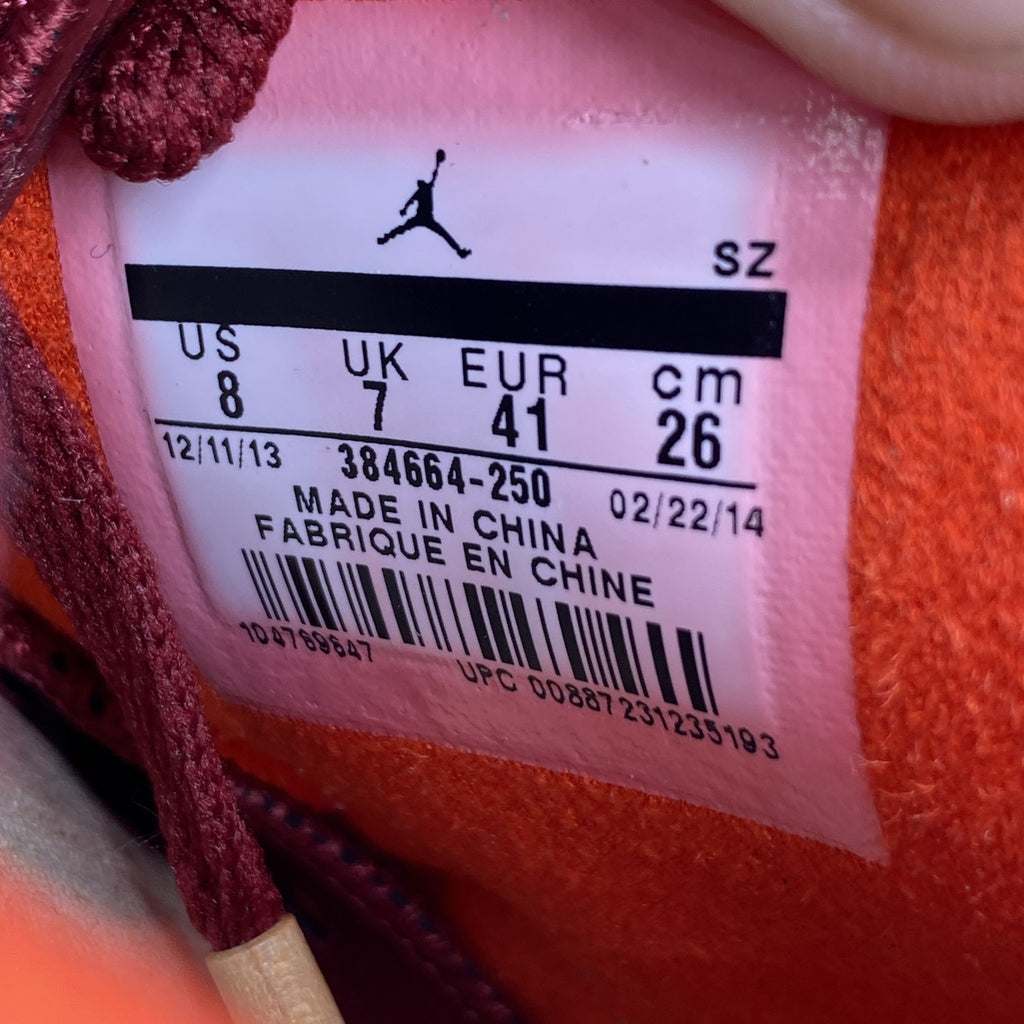 SZ
US UK EUR cm
8 7 41 26
12/11/13 384664-250 02/22/14
MADE IN CHINA
FABRIQUE EN CHINE
104769647
UPC 00887231235193